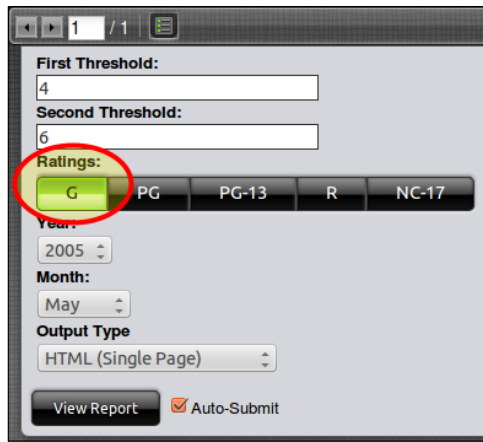 1 / 1
First Threshold:
4
Second Threshold:
6
Ratings:
G PG PG-13 R NC-17
Year:
2005
Month:
May
Output Type
HTML (Single Page)
View Report Auto-Submit